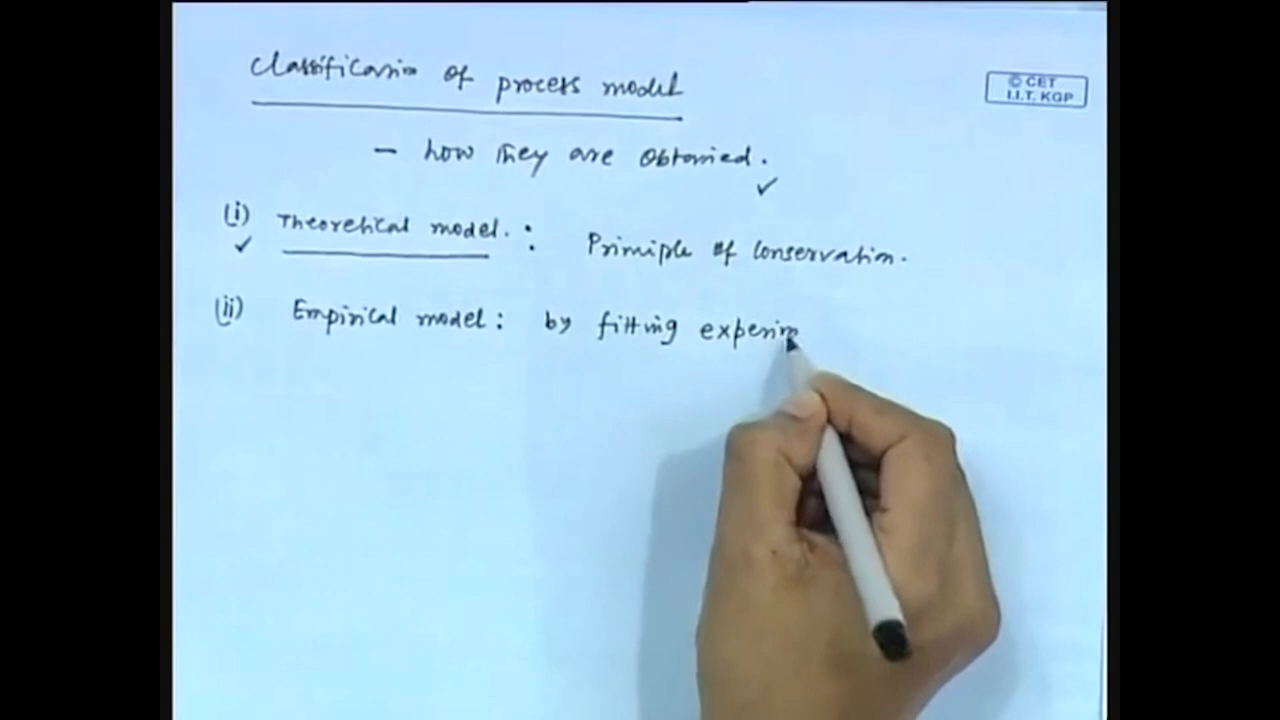 Classification of process model
© CET
I.I.T. KGP
- how they are obtained.
(i) Theoretical model. : Principle of conservation.
(ii) Empirical model : by fitting experim